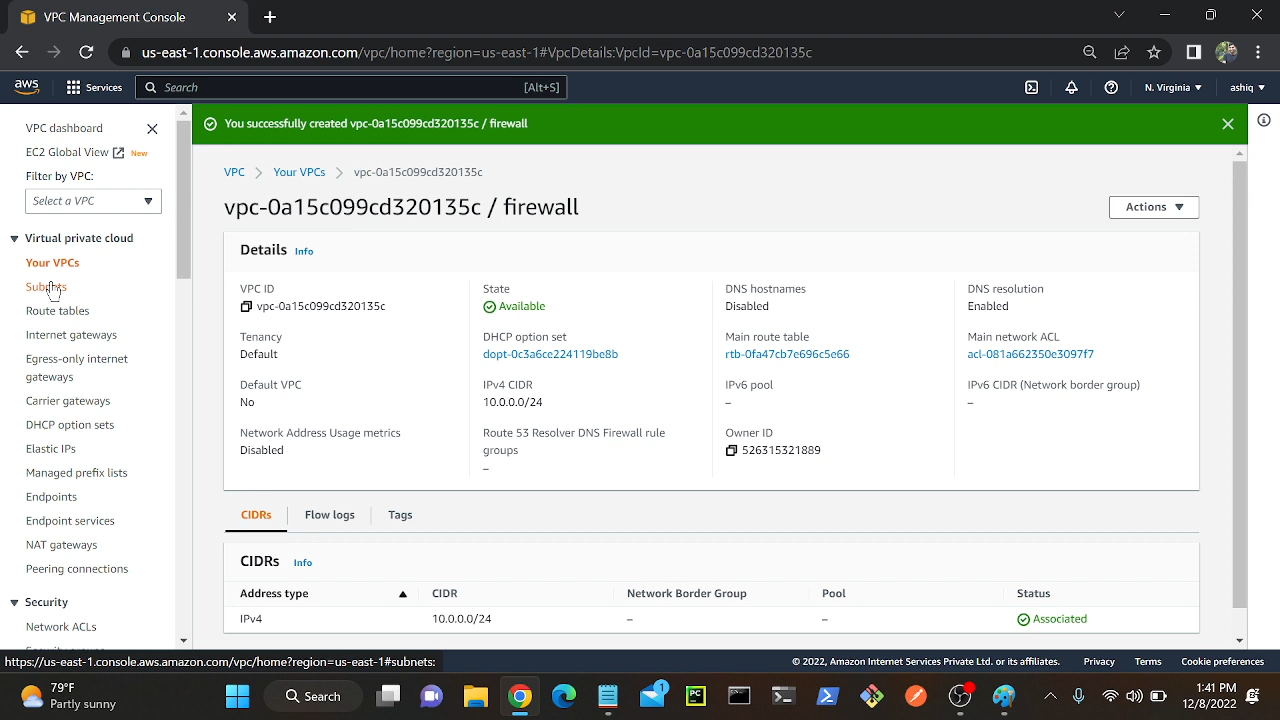 VPC Management Console
us-east-1.console.aws.amazon.com/vpc/home?region=us-east-1#VpcDetails:VpcId=vpc-0a15c099cd320135c
aws
Services
Search
[Alt+S]
N. Virginia
ashiq
VPC dashboard
EC2 Global View
New
Filter by VPC:
Select a VPC
Virtual private cloud
Your VPCs
Subnets
Route tables
Internet gateways
Egress-only internet
gateways
Carrier gateways
DHCP option sets
Elastic IPs
Managed prefix lists
Endpoints
Endpoint services
NAT gateways
Peering connections
Security
Network ACLs
You successfully created vpc-0a15c099cd320135c / firewall
VPC
Your VPCs
vpc-0a15c099cd320135c
vpc-0a15c099cd320135c / firewall
Actions
Details Info
VPC ID
vpc-0a15c099cd320135c
State
Available
DNS hostnames
Disabled
DNS resolution
Enabled
Tenancy
Default
DHCP option set
dopt-0c3a6ce224119be8b
Main route table
rtb-0fa47cb7e696c5e66
Main network ACL
acl-081a662350e3097f7
Default VPC
No
IPv4 CIDR
10.0.0.0/24
IPv6 pool
–
IPv6 CIDR (Network border group)
–
Network Address Usage metrics
Disabled
Route 53 Resolver DNS Firewall rule
groups
–
Owner ID
526315321889
CIDRs
Flow logs
Tags
CIDRs Info
Address type
CIDR
Network Border Group
Pool
Status
IPv4
10.0.0.0/24
–
–
Associated
https://us-east-1.console.aws.amazon.com/vpc/home?region=us-east-1#subnets:
© 2022, Amazon Internet Services Private Ltd. or its affiliates.
Privacy
Terms
Cookie preferences
79°F
Partly sunny
Search
1
PC
1:41 PM
12/8/2022